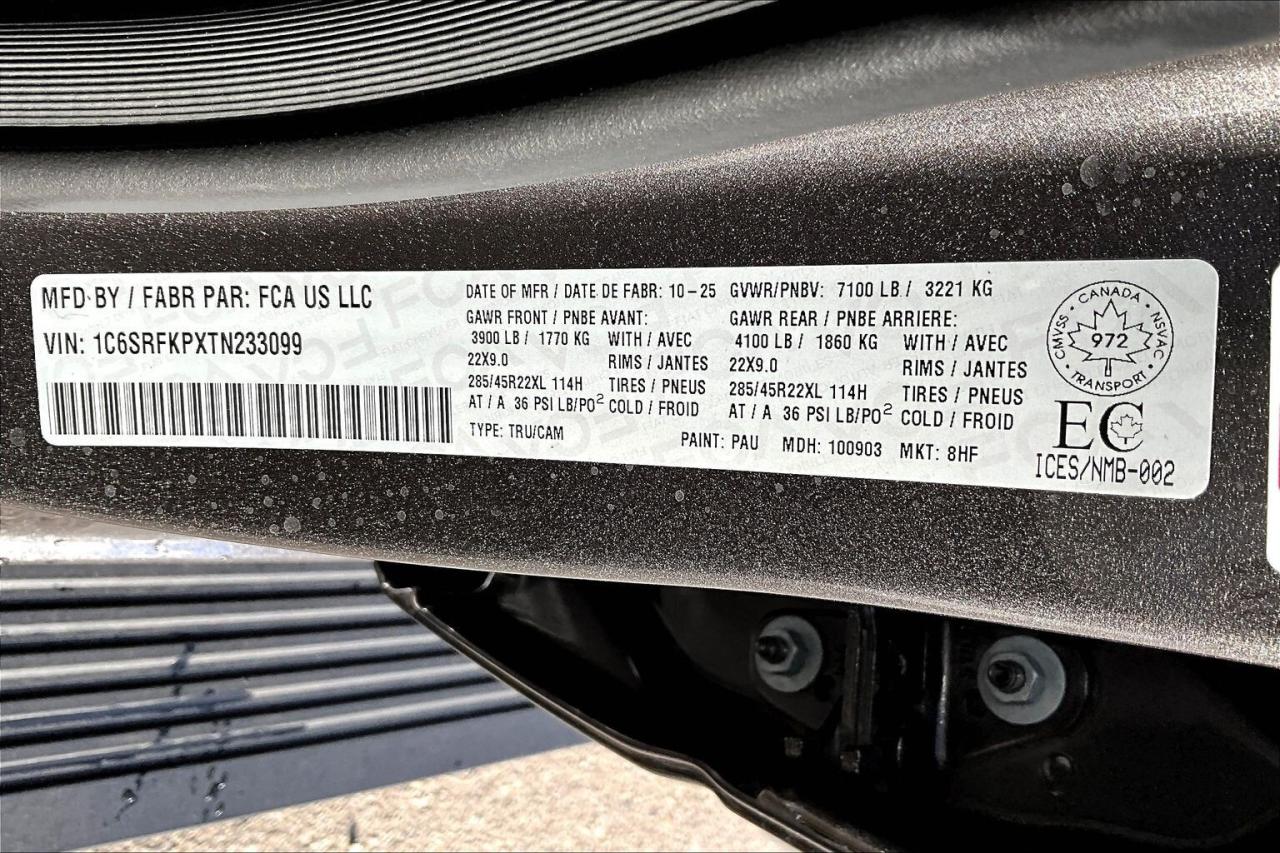 MFD BY / FABR PAR: FCA US LLC
VIN: 1C6SRFKPXTN233099
DATE OF MFR / DATE DE FABR: 10-25 GVWR/PNBV: 7100 LB / 3221 KG
GAWR FRONT / PNBE AVANT:
3900 LB / 1770 KG WITH / AVEC
22X9.0 RIMS / JANTES
285/45R22XL 114H TIRES / PNEUS
AT / A 36 PSI LB/PO² COLD / FROID
GAWR REAR / PNBE ARRIERE:
4100 LB / 1860 KG WITH / AVEC
22X9.0 RIMS / JANTES
285/45R22XL 114H TIRES / PNEUS
AT / A 36 PSI LB/PO² COLD / FROID
TYPE: TRU/CAM PAINT: PAU MDH: 100903 MKT: 8HF
CANADA
CMVSS 972 NSVAC
TRANSPORT
EC
ICES/NMB-002